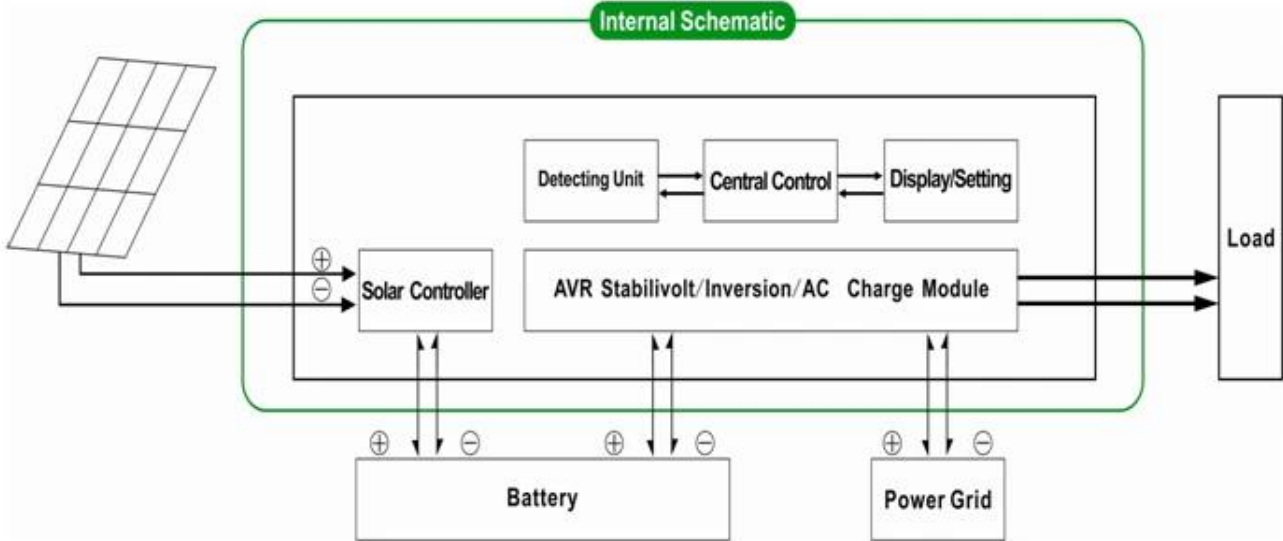 Internal Schematic
Detecting Unit
Central Control
Display/Setting
Load
⊕
⊖
Solar Controller
AVR Stabilivolt/Inversion/AC Charge Module
⊕ ⊖ ⊕ ⊖ ⊕ ⊖
Battery
Power Grid